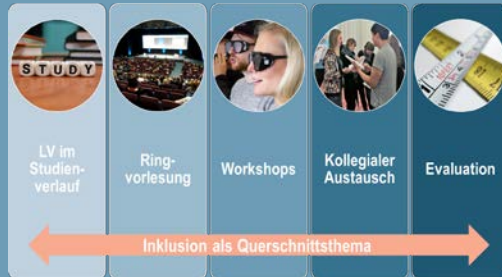 STUDY
LV im
Studien-
verlauf
Ring-
vorlesung
Workshops
Kollegialer
Austausch
Evaluation
Inklusion als Querschnittsthema